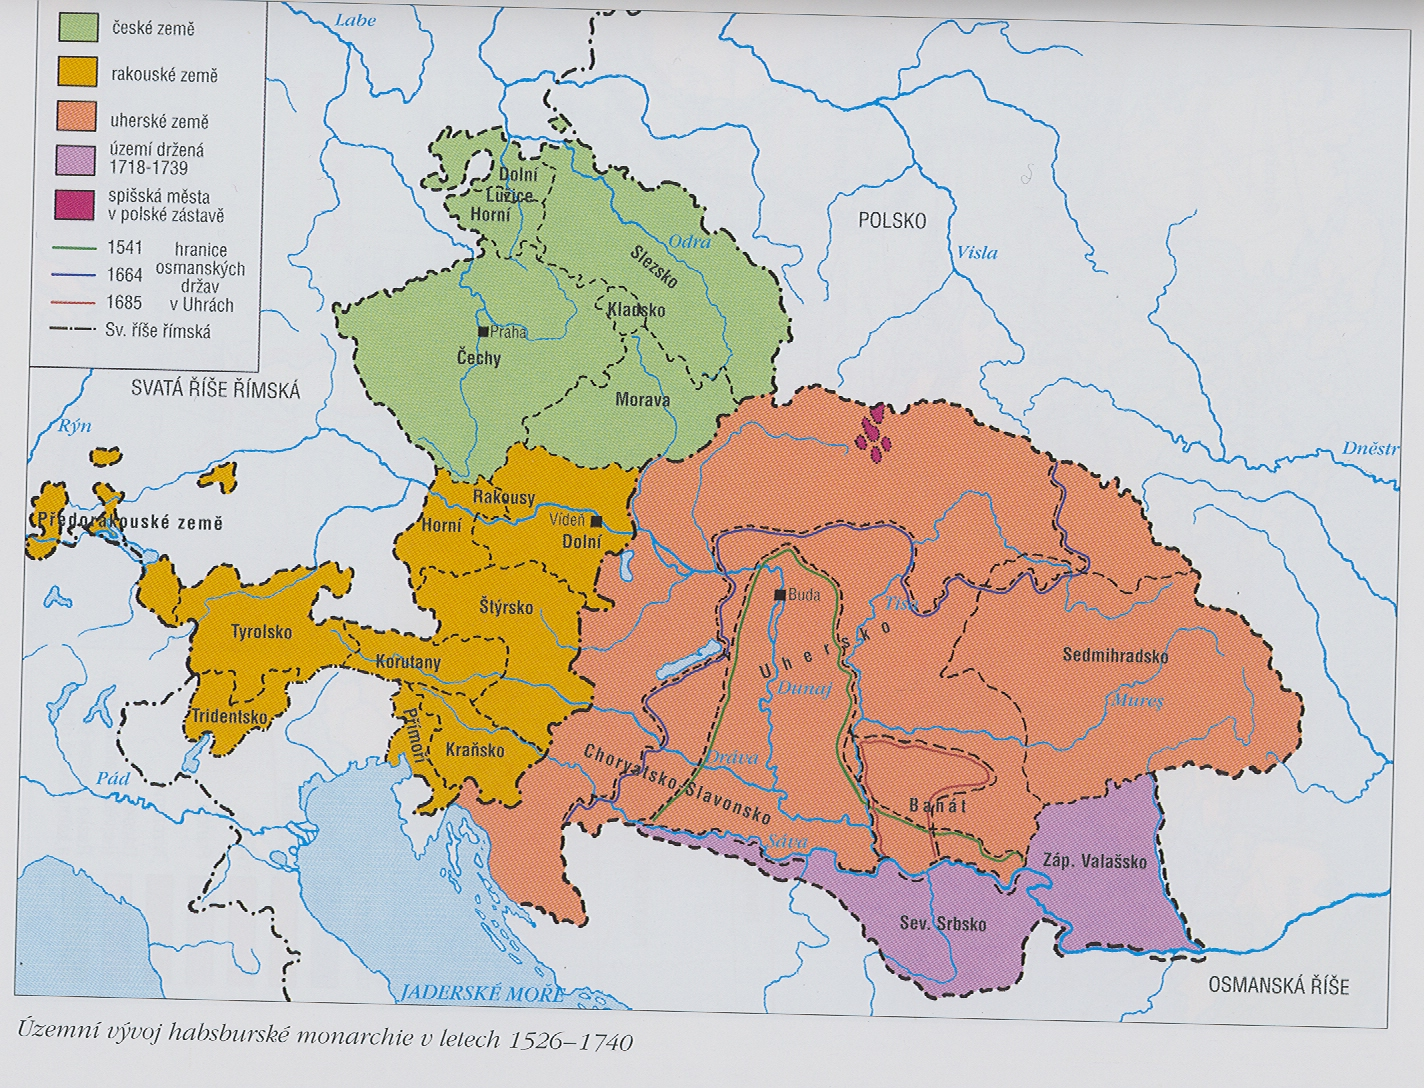 české země
rakouské země
uherské země
území držená
1718-1739
spišská města
v polské zástavě
1541 hranice
osmanských
1664
držav
1685 v Uhrách
Sv. říše římská
Labe
Dolní
Lužice
Horní
Odra
Slezsko
POLSKO
Visla
Kladsko
Praha
Čechy
Morava
SVATÁ ŘÍŠE ŘÍMSKÁ
Rýn
Dněstr
Předorakouské země
Rakousy
Horní
Vídeň
Dolní
Buda
Tisa
Štýrsko
Tyrolsko
Korutany
Uhersko
Sedmihradsko
Dunaj
Mureş
Tridentsko
Přímoří
Kraňsko
Chorvatsko
Slavonsko
Dráva
Pád
Banát
Sáva
Záp. Valašsko
Sev. Srbsko
JADERSKÉ MOŘE
OSMANSKÁ ŘÍŠE
Územní vývoj habsburské monarchie v letech 1526–1740